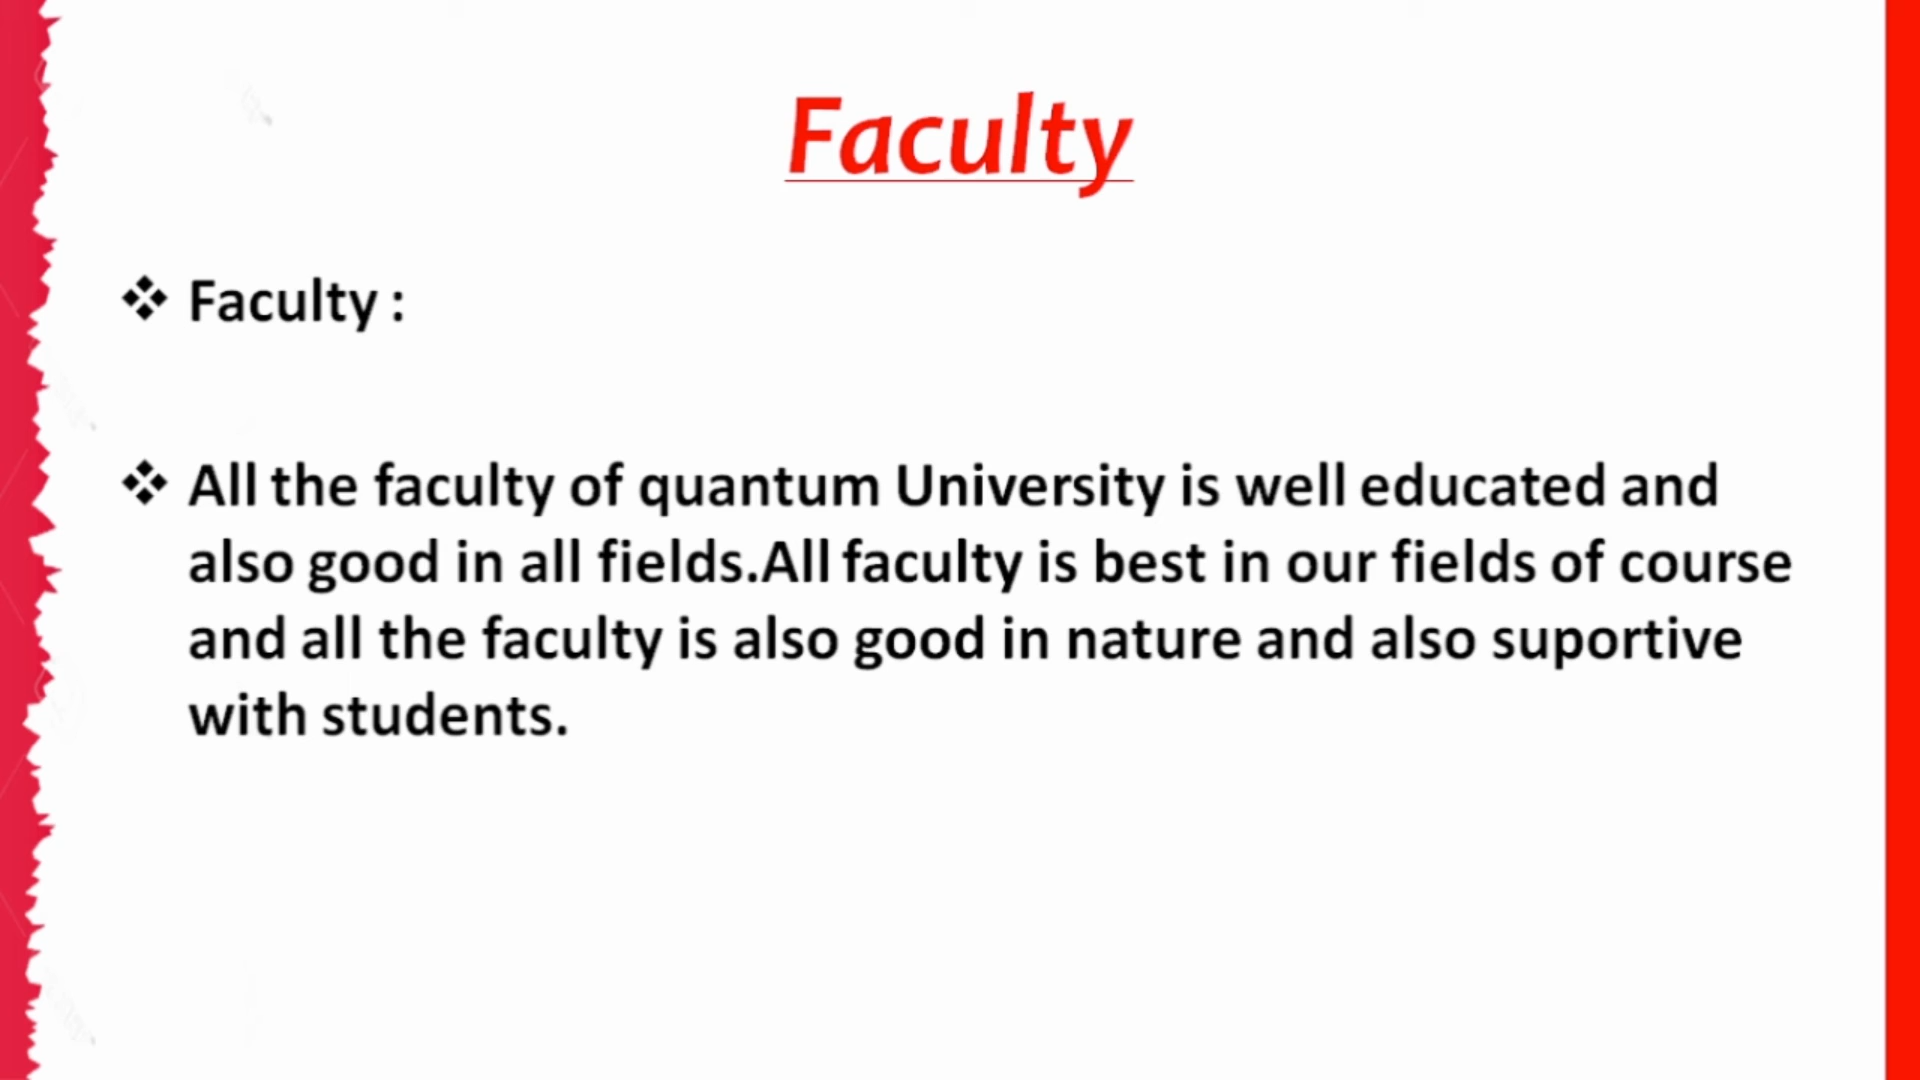 Faculty
❖ Faculty :
❖ All the faculty of quantum University is well educated and
also good in all fields.All faculty is best in our fields of course
and all the faculty is also good in nature and also suportive
with students.